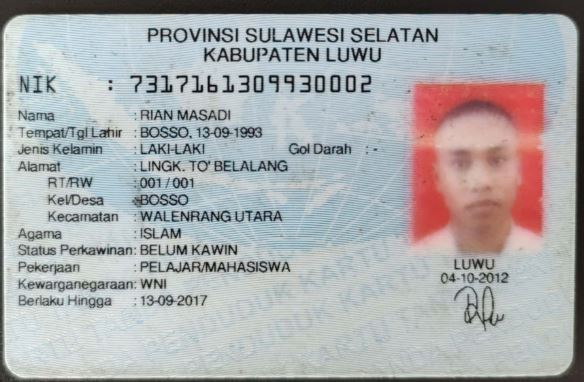 PROVINSI SULAWESI SELATAN
KABUPATEN LUWU
NIK : 7317161309930002
Nama : RIAN MASADI
Tempat/Tgl Lahir : BOSSO, 13-09-1993
Jenis Kelamin : LAKI-LAKI Gol Darah : -
Alamat : LINGK. TO' BELALANG
RT/RW : 001 / 001
Kel/Desa : BOSSO
Kecamatan : WALENRANG UTARA
Agama : ISLAM
Status Perkawinan: BELUM KAWIN
Pekerjaan : PELAJAR/MAHASISWA
Kewarganegaraan: WNI
Berlaku Hingga : 13-09-2017
LUWU
04-10-2012